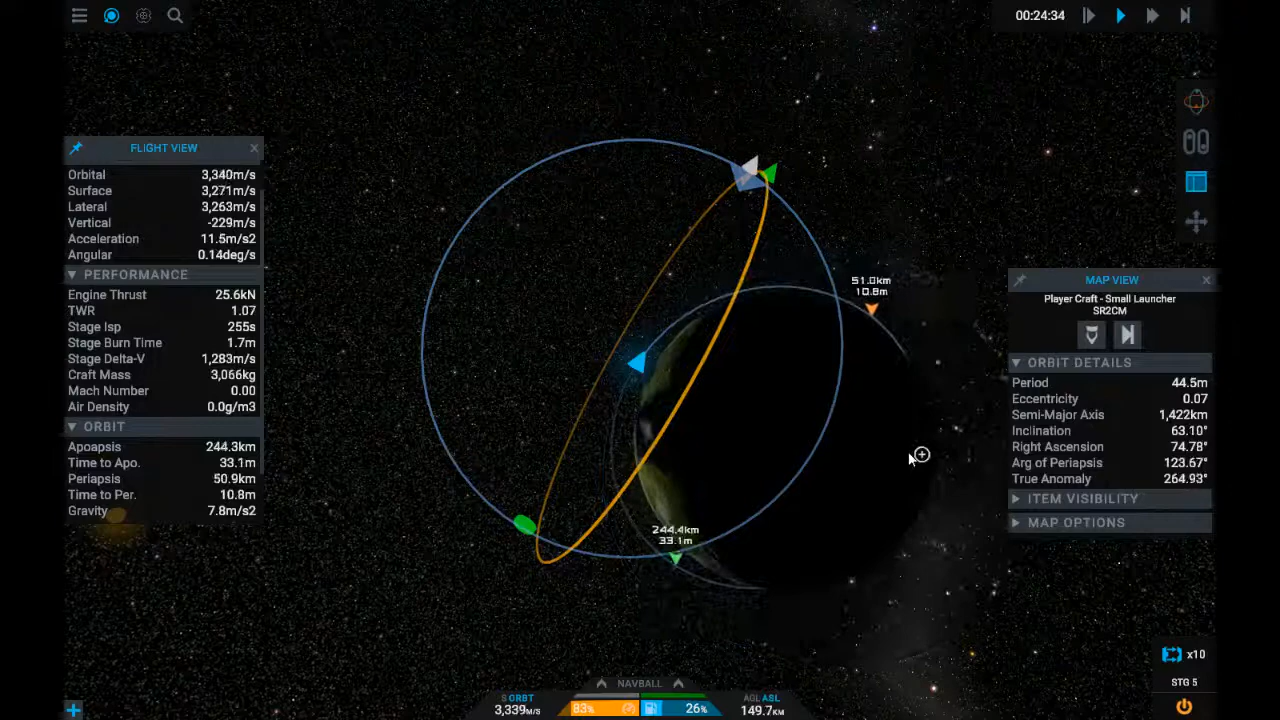 00:24:34
FLIGHT VIEW
Orbital 3,340m/s
Surface 3,271m/s
Lateral 3,263m/s
Vertical -229m/s
Acceleration 11.5m/s2
Angular 0.14deg/s
PERFORMANCE
Engine Thrust 25.6kN
TWR 1.07
Stage Isp 255s
Stage Burn Time 1.7m
Stage Delta-V 1,283m/s
Craft Mass 3,066kg
Mach Number 0.00
Air Density 0.0g/m3
ORBIT
Apoapsis 244.3km
Time to Apo. 33.1m
Periapsis 50.9km
Time to Per. 10.8m
Gravity 7.8m/s2
51.0km
10.8m
244.4km
33.1m
MAP VIEW
Player Craft - Small Launcher
SR2CM
ORBIT DETAILS
Period 44.5m
Eccentricity 0.07
Semi-Major Axis 1,422km
Inclination 63.10°
Right Ascension 74.78°
Arg of Periapsis 123.67°
True Anomaly 264.93°
ITEM VISIBILITY
MAP OPTIONS
x10
STG 5
NAVBALL
S ORBT
3,339M/S
83%
26%
AGL ASL
149.7KM